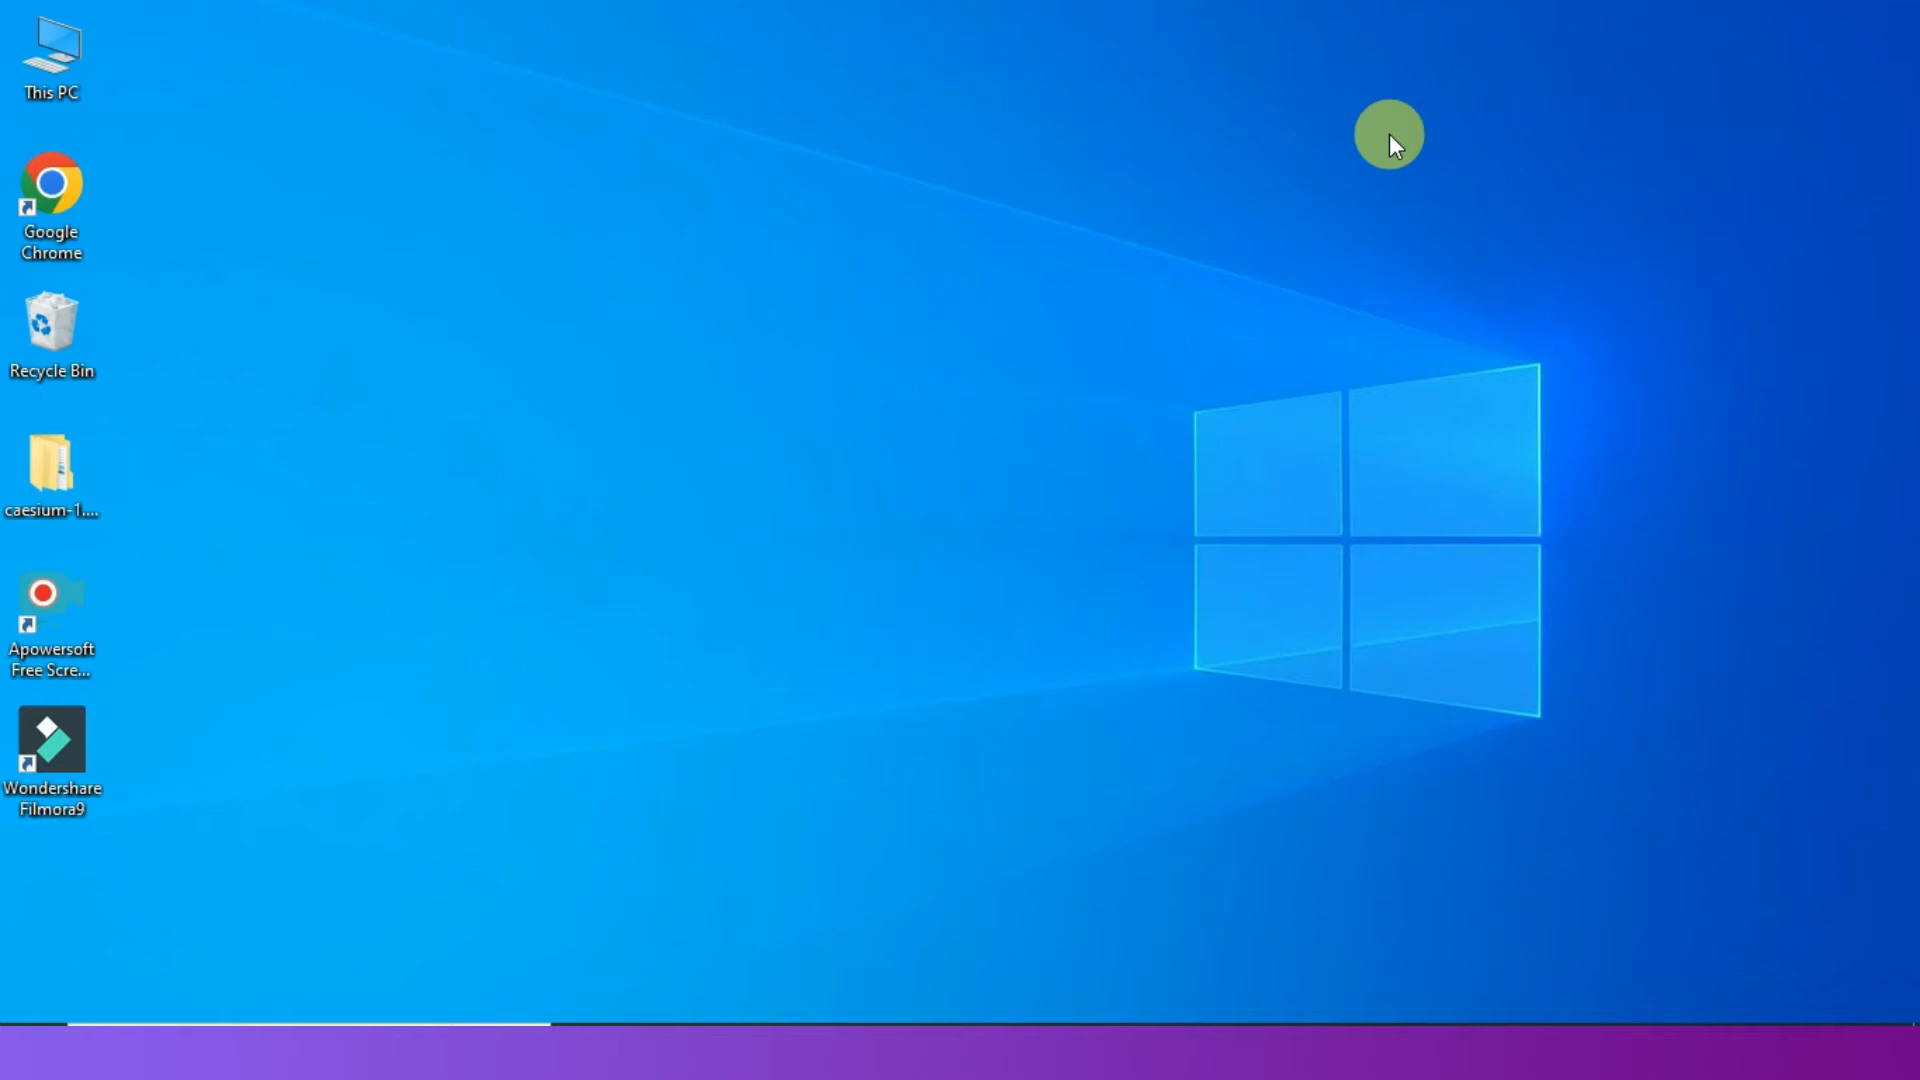 This PC
Google
Chrome
Recycle Bin
caesium-1....
Apowersoft
Free Scre...
Wondershare
Filmora9